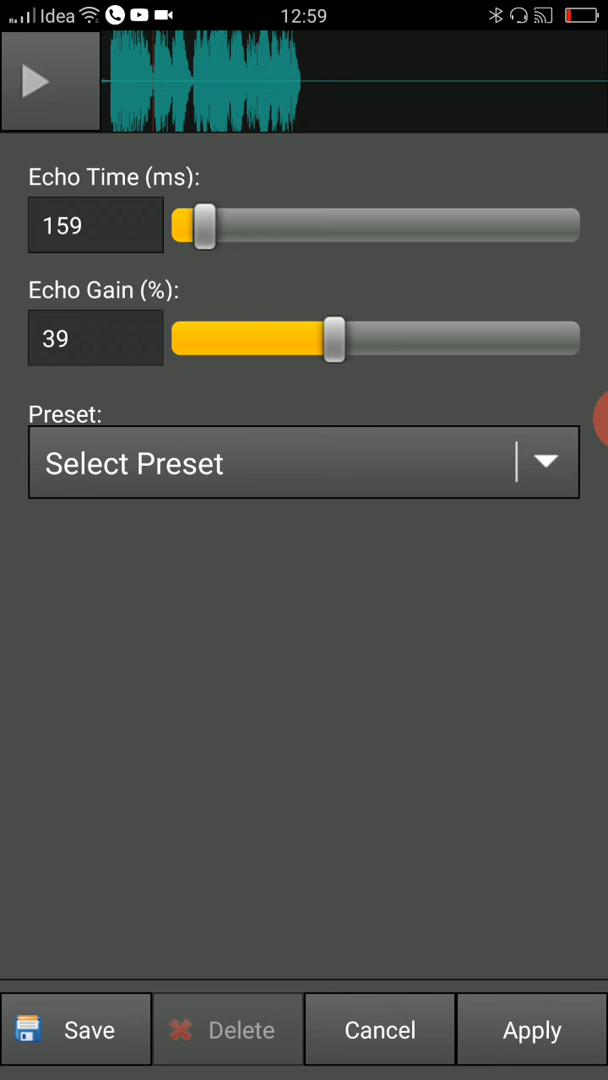 Idea 12:59
Echo Time (ms):
159
Echo Gain (%):
39
Preset:
Select Preset
Save Delete Cancel Apply